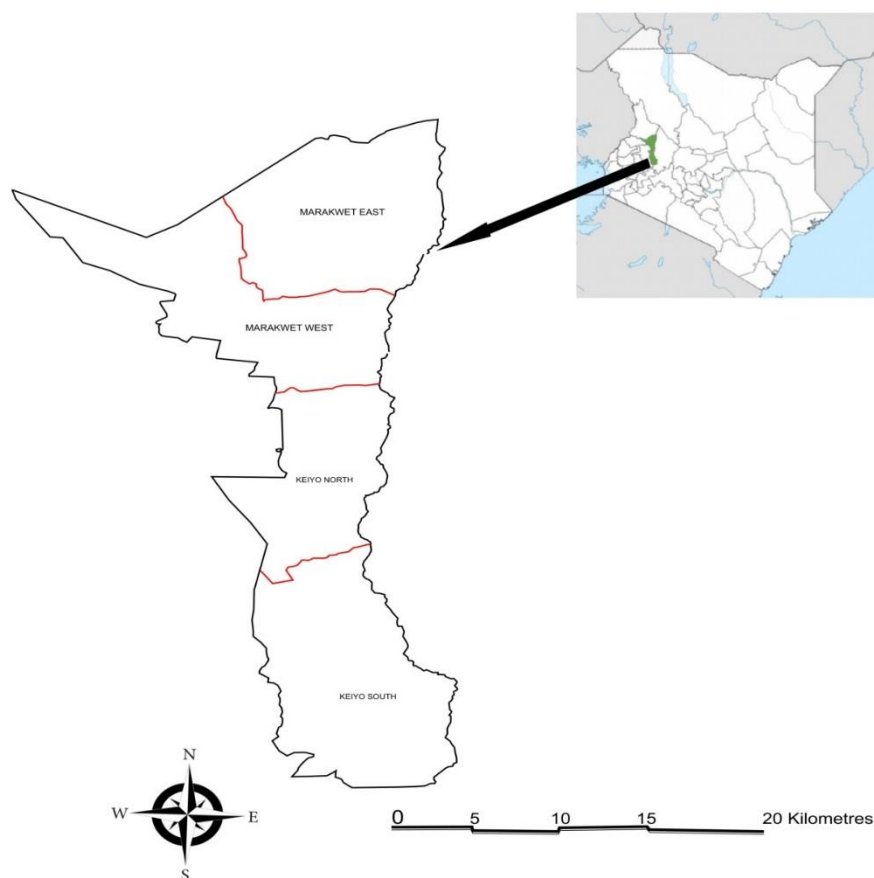 MARAKWET EAST
MARAKWET WEST
KEIYO NORTH
KEIYO SOUTH
N
W E
S
0 5 10 15 20 Kilometres